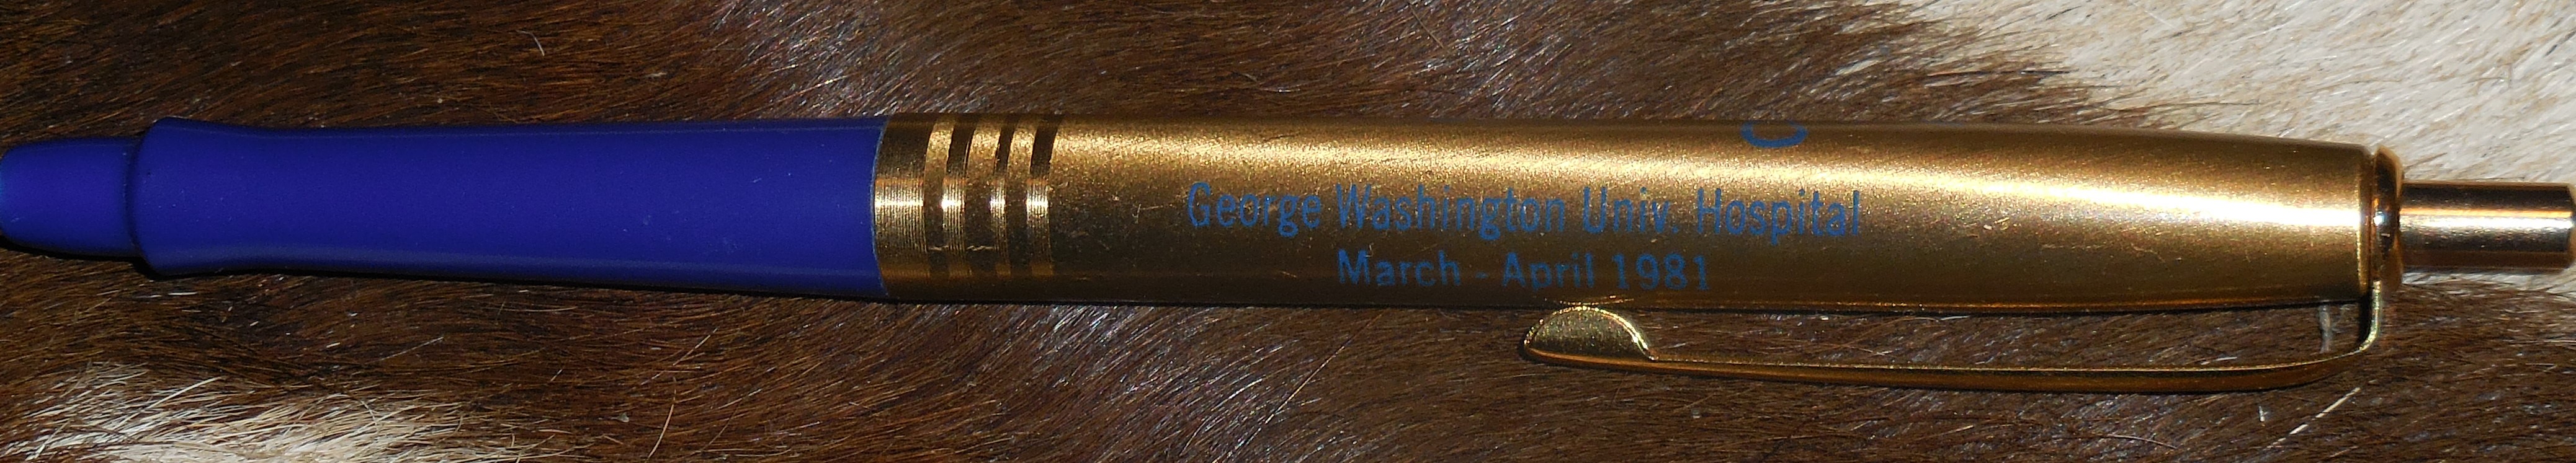 George Washington Univ. Hospital
March - April 1981